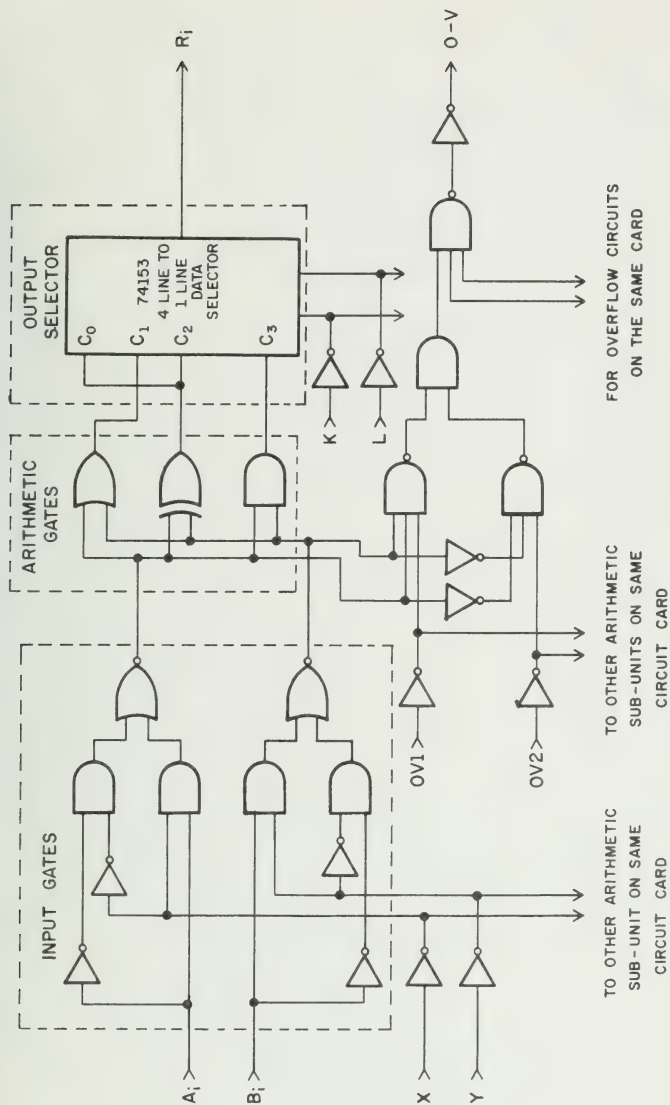 OUTPUT
SELECTOR
C₀
C₁
C₂
C₃
74153
4 LINE TO
1 LINE
DATA
SELECTOR
Rᵢ
ARITHMETIC
GATES
K
L
O-V
INPUT GATES
Aᵢ
Bᵢ
X
Y
OV1
OV2
TO OTHER ARITHMETIC
SUB-UNIT ON SAME
CIRCUIT CARD
TO OTHER ARITHMETIC
SUB-UNITS ON SAME
CIRCUIT CARD
FOR OVERFLOW CIRCUITS
ON THE SAME CARD